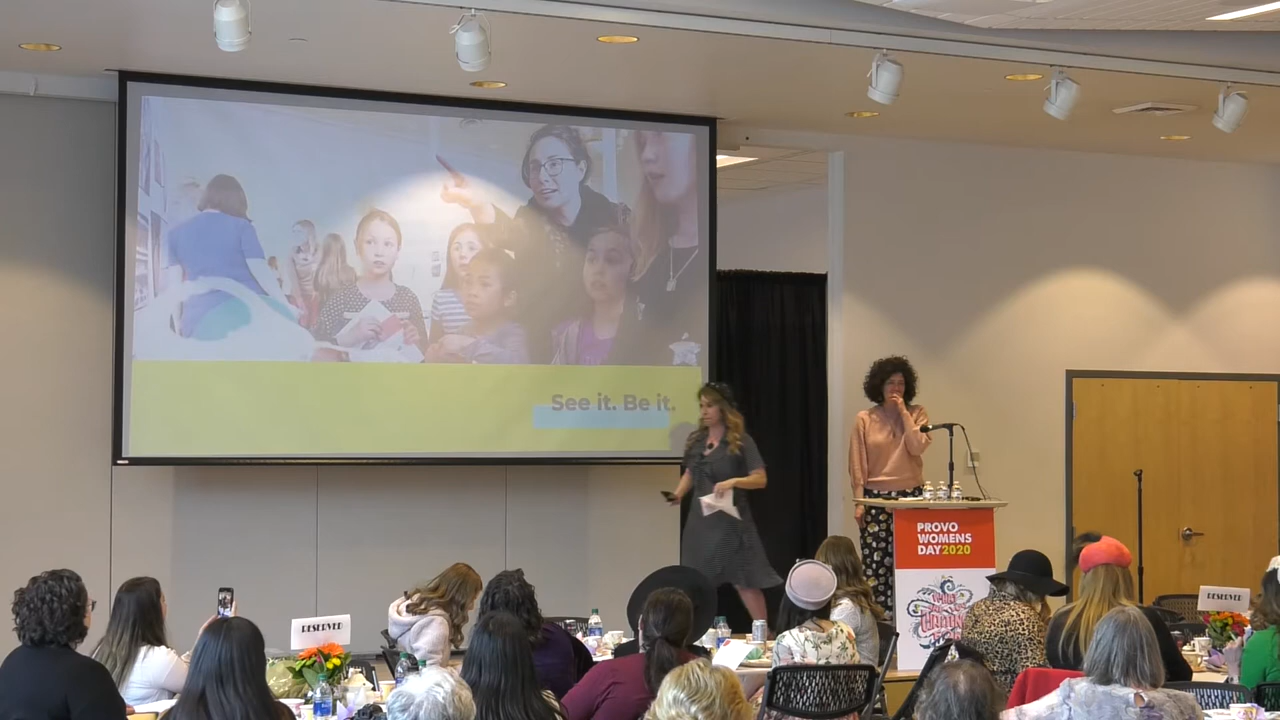 See it. Be it.
PROVO
WOMENS
DAY2020
RESERVED
RESERVED